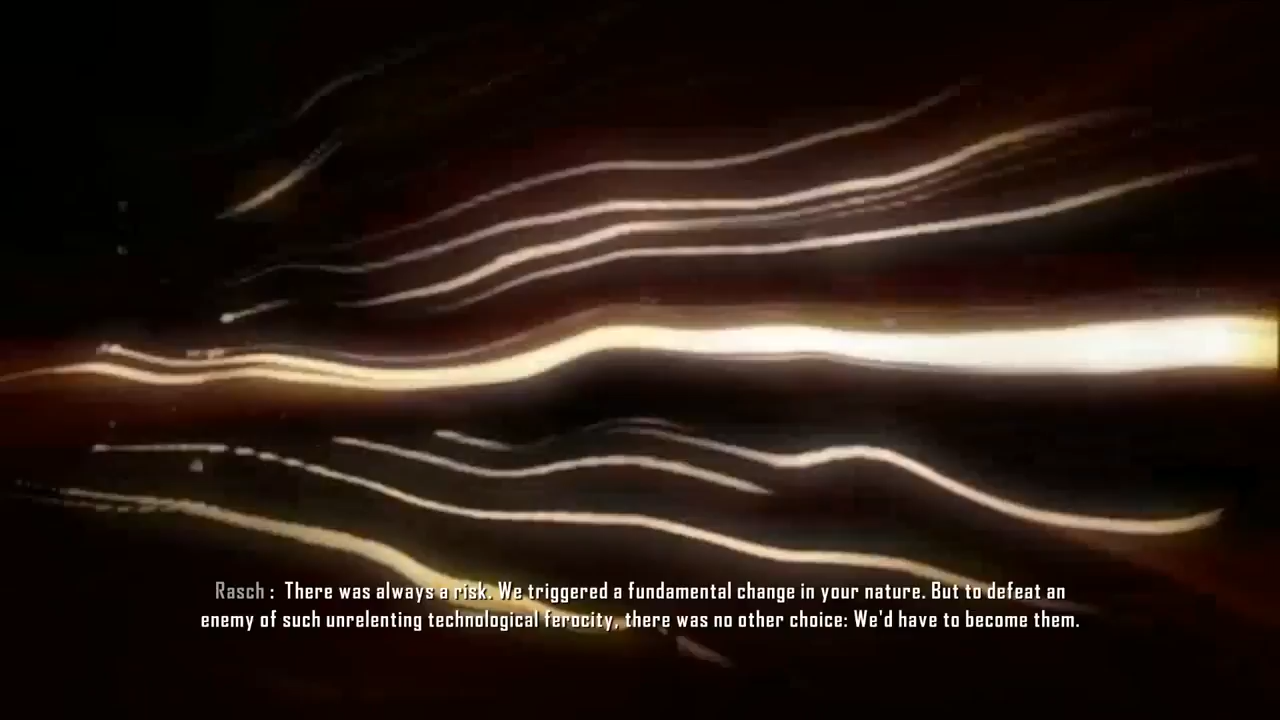 Rasch : There was always a risk. We triggered a fundamental change in your nature. But to defeat an
enemy of such unrelenting technological ferocity, there was no other choice: We'd have to become them.